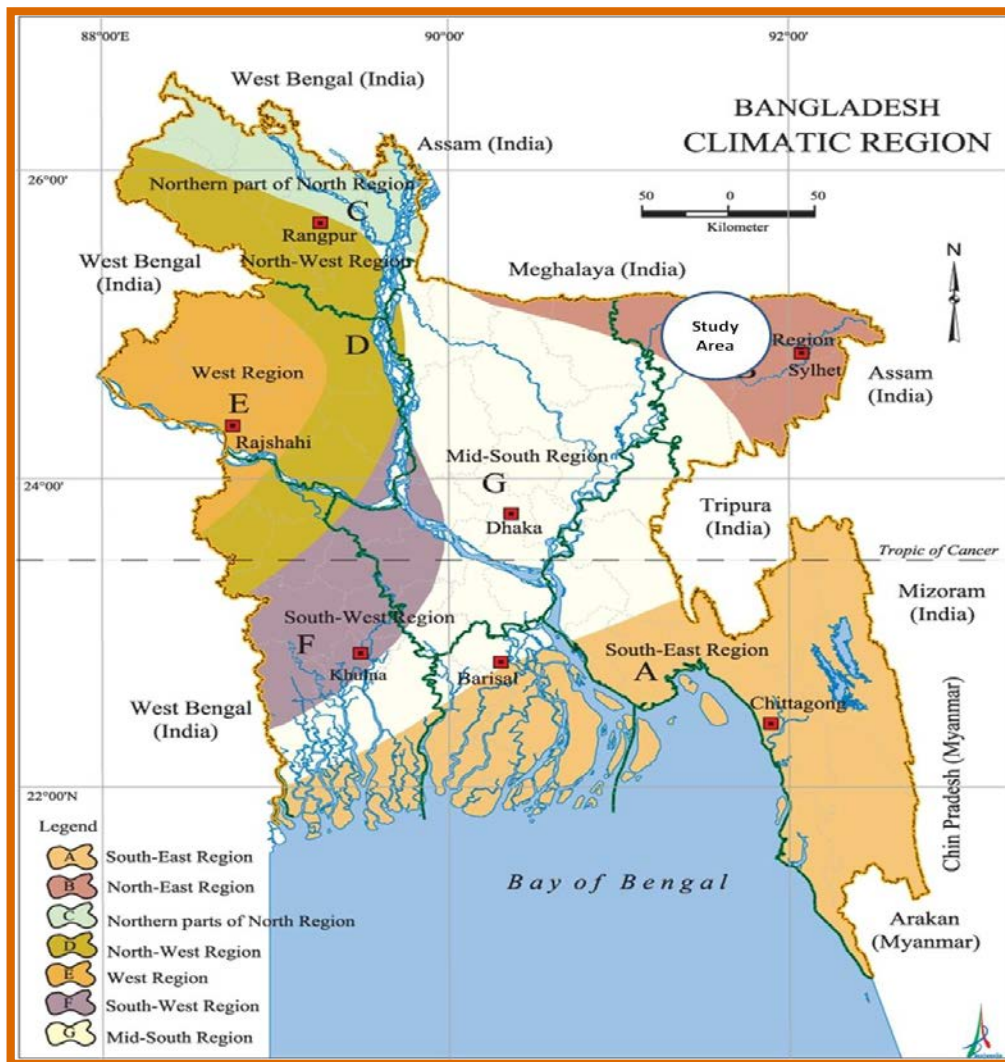 88°00'E
90°00'
92°00'
West Bengal (India)
BANGLADESH
CLIMATIC REGION
Assam (India)
26°00'
Northern part of North Region
C
50
0
50
Kilometer
Rangpur
North-West Region
West Bengal
(India)
Meghalaya (India)
N
Study
Area
Region
B
Sylhet
Assam
(India)
D
West Region
E
Rajshahi
Mid-South Region
G
Dhaka
24°00'
Tripura
(India)
Tropic of Cancer
Mizoram
(India)
South-West Region
F
Khulna
South-East Region
A
Barisal
Chittagong
West Bengal
(India)
22°00'N
Chin Pradesh (Myanmar)
Bay of Bengal
Arakan
(Myanmar)
Legend
A South-East Region
B North-East Region
C Northern parts of North Region
D North-West Region
E West Region
F South-West Region
G Mid-South Region